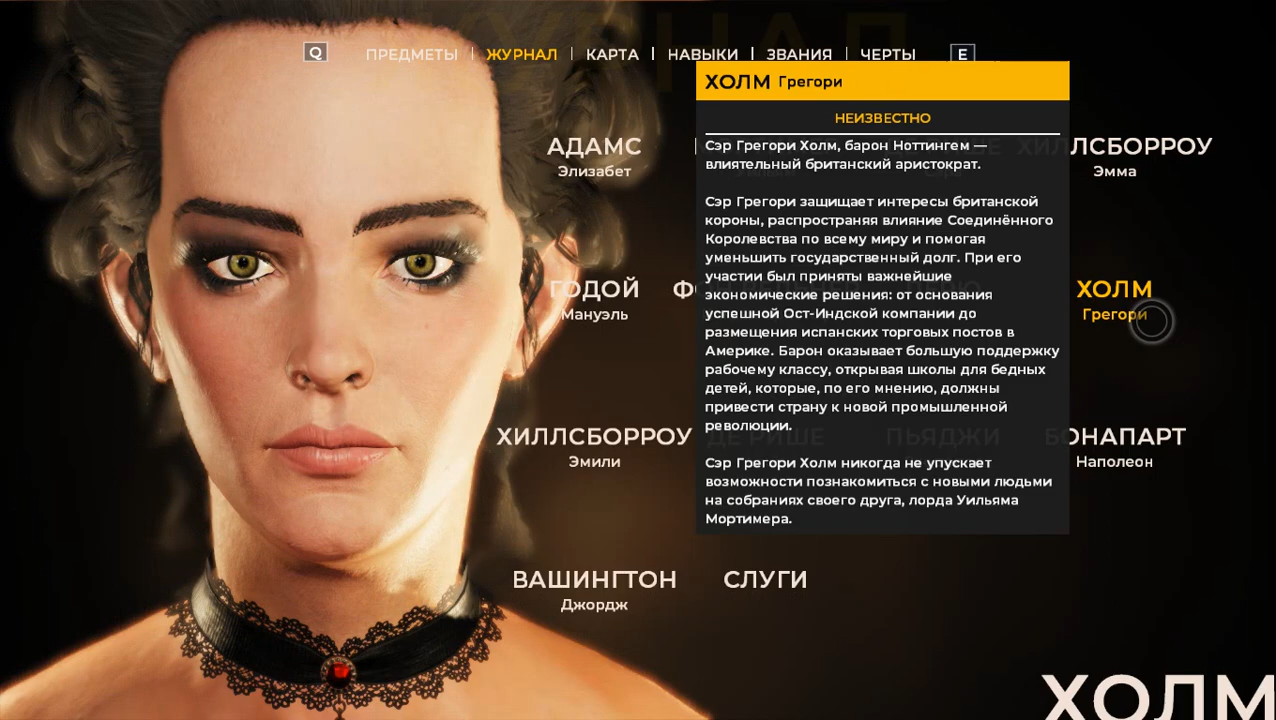 Q ПРЕДМЕТЫ | ЖУРНАЛ | КАРТА | НАВЫКИ | ЗВАНИЯ | ЧЕРТЫ E
ХОЛМ Грегори
НЕИЗВЕСТНО
Сэр Грегори Холм, барон Ноттингем —
влиятельный британский аристократ.
Сэр Грегори защищает интересы британской
короны, распространяя влияние Соединённого
Королевства по всему миру и помогая
уменьшить государственный долг. При его
участии был приняты важнейшие
экономические решения: от основания
успешной Ост-Индской компании до
размещения испанских торговых постов в
Америке. Барон оказывает большую поддержку
рабочему классу, открывая школы для бедных
детей, которые, по его мнению, должны
привести страну к новой промышленной
революции.
Сэр Грегори Холм никогда не упускает
возможности познакомиться с новыми людьми
на собраниях своего друга, лорда Уильяма
Мортимера.
АДАМС
Элизабет
ХИЛЛСБОРРОУ
Эмма
ГОДОЙ
Мануэль
ХОЛМ
Грегори
ХИЛЛСБОРРОУ
Эмили
ДЕ РИШЕ
ПЬЯДЖИ
БОНАПАРТ
Наполеон
ВАШИНГТОН
Джордж
СЛУГИ
ХОЛМ